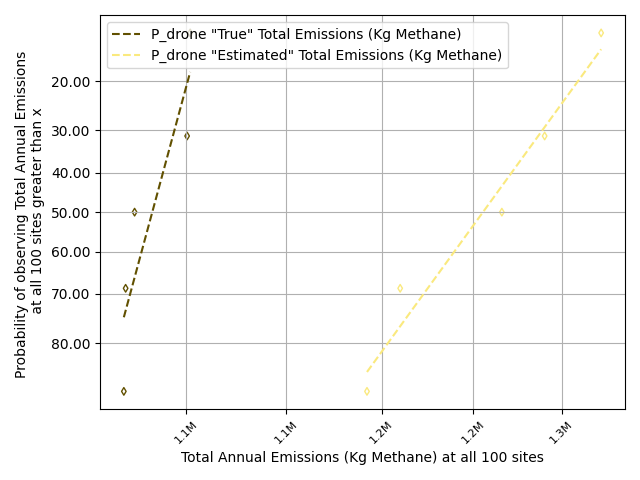 P_drone "True" Total Emissions (Kg Methane)
P_drone "Estimated" Total Emissions (Kg Methane)
Probability of observing Total Annual Emissions
at all 100 sites greater than x
20.00
30.00
40.00
50.00
60.00
70.00
80.00
1.1M
1.1M
1.2M
1.2M
1.3M
Total Annual Emissions (Kg Methane) at all 100 sites